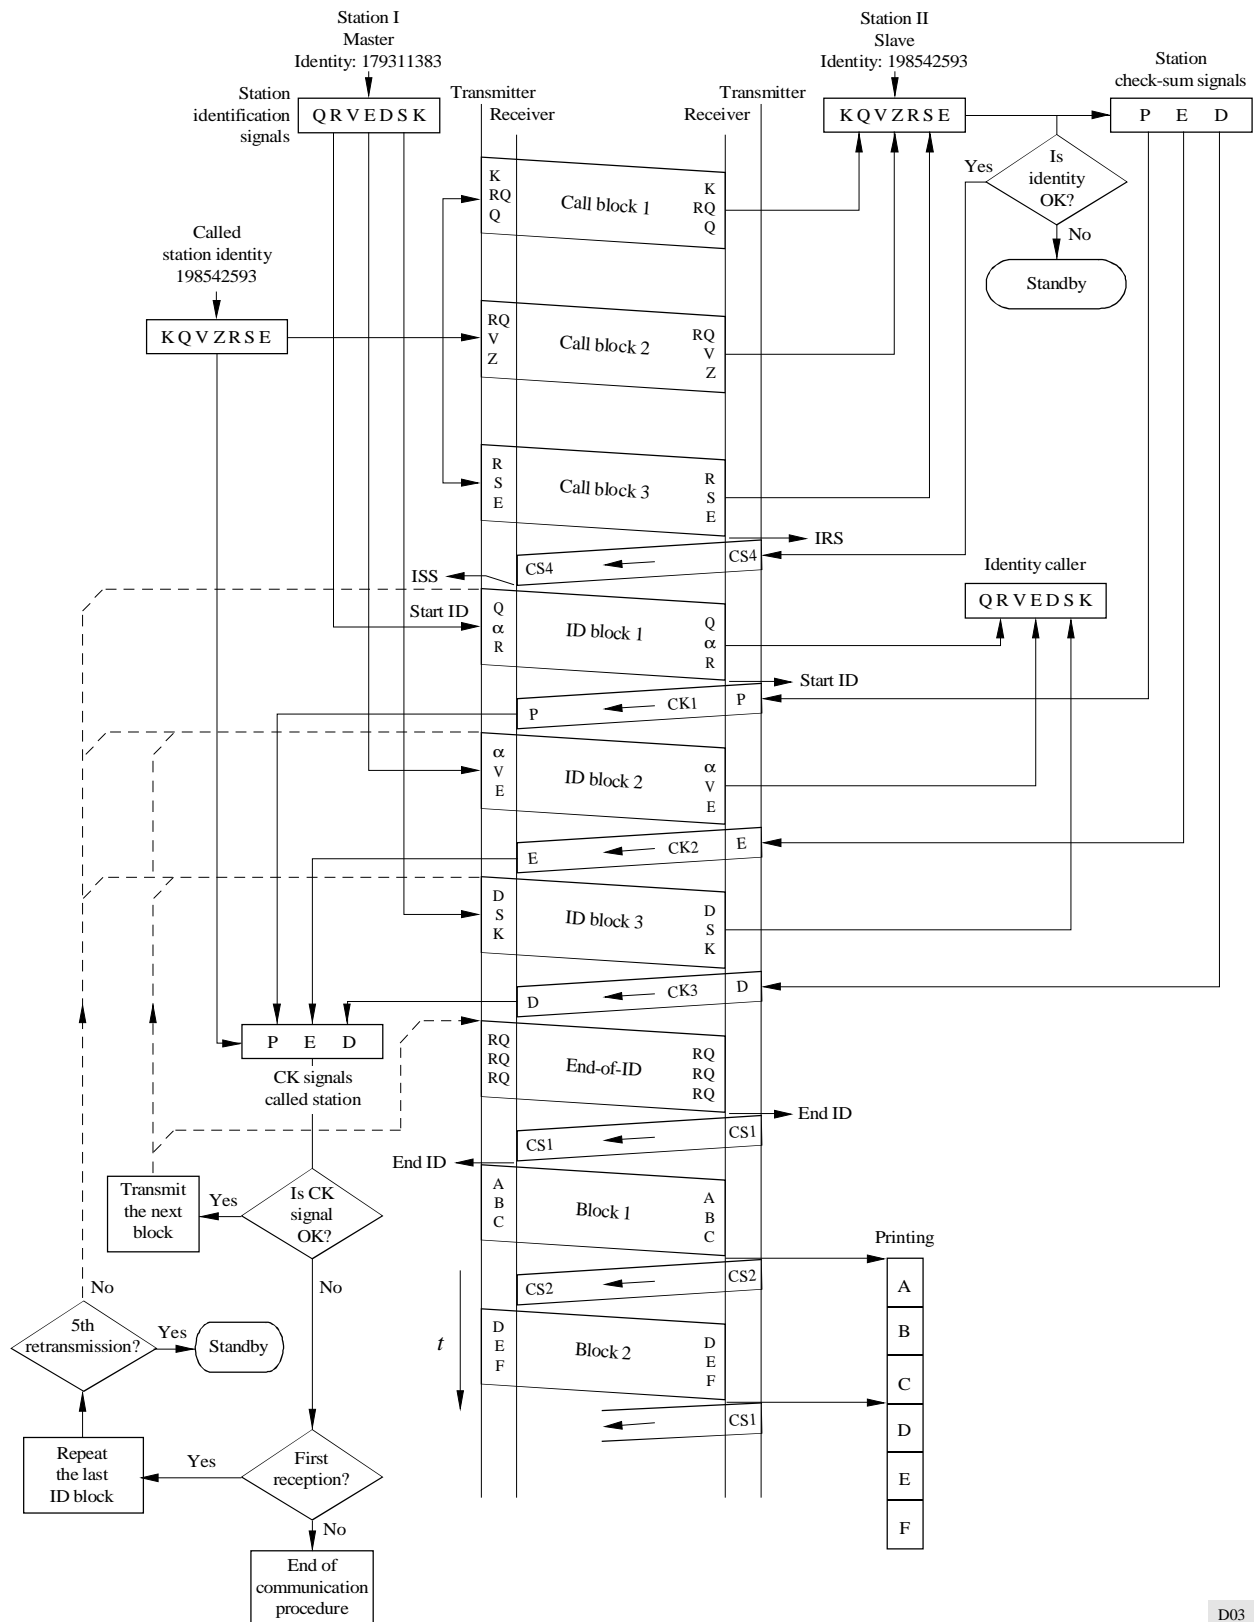 Station I
Master
Identity: 179311383
Station II
Slave
Identity: 198542593
Station
check-sum signals
Station
identification
signals
Q R V E D S K
Transmitter
Receiver
Transmitter
Receiver
K Q V Z R S E
P E D
Yes
Is
identity
OK?
No
Standby
K
RQ
Q
Call block 1
K
RQ
Q
Called
station identity
198542593
K Q V Z R S E
RQ
V
Z
Call block 2
RQ
V
Z
R
S
E
Call block 3
R
S
E
IRS
CS4
CS4
ISS
Identity caller
Q R V E D S K
Start ID
Q
α
R
ID block 1
Q
α
R
Start ID
P
CK1
P
α
V
E
ID block 2
α
V
E
E
CK2
E
D
S
K
ID block 3
D
S
K
D
CK3
D
P E D
CK signals
called station
RQ
RQ
RQ
End-of-ID
RQ
RQ
RQ
End ID
CS1
CS1
End ID
Transmit
the next
block
Yes
Is CK
signal
OK?
No
A
B
C
Block 1
A
B
C
Printing
CS2
CS2
A
B
C
D
E
F
No
5th
retransmission?
Yes
Standby
t
D
E
F
Block 2
D
E
F
CS1
Repeat
the last
ID block
Yes
First
reception?
No
End of
communication
procedure
D03